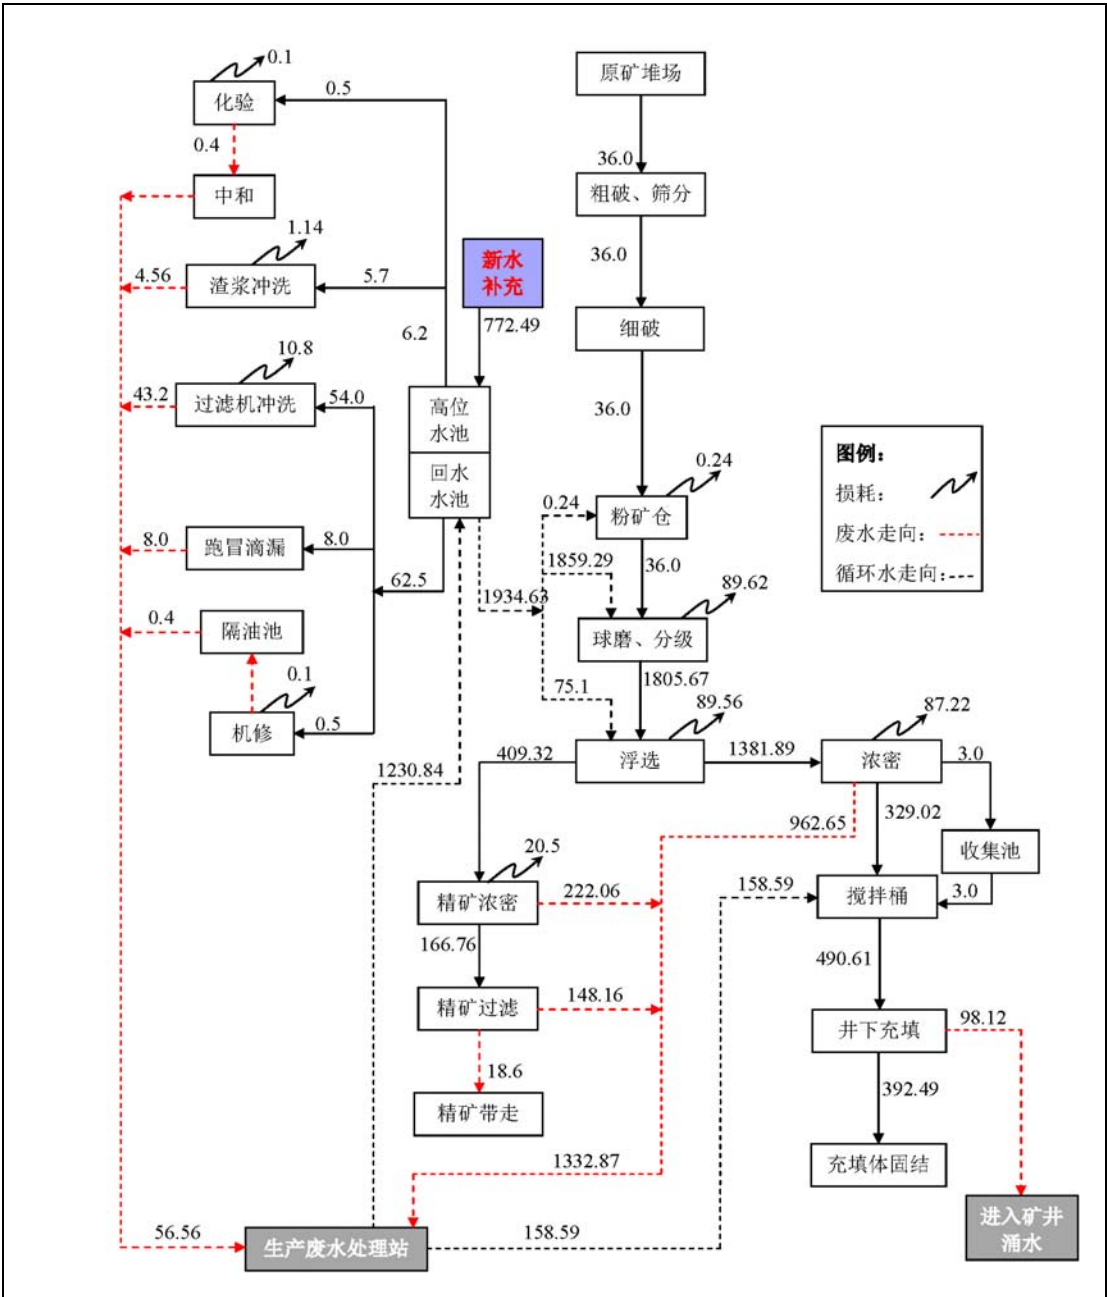 0.1
原矿堆场
化验
0.5
0.4
36.0
中和
粗破、筛分
1.14
新水
补充
36.0
4.56
渣浆冲洗
5.7
772.49
细破
6.2
10.8
43.2
过滤机冲洗
54.0
高位
水池
36.0
图例：
损耗：
废水走向：
循环水走向：
回水
水池
0.24
0.24
粉矿仓
8.0
跑冒滴漏
8.0
62.5
1934.63
1859.29
36.0
89.62
0.4
隔油池
球磨、分级
0.1
75.1
1805.67
89.56
87.22
机修
0.5
409.32
浮选
1381.89
浓密
3.0
1230.84
962.65
329.02
收集池
20.5
精矿浓密
222.06
158.59
搅拌桶
3.0
166.76
490.61
精矿过滤
148.16
井下充填
98.12
18.6
392.49
精矿带走
1332.87
充填体固结
56.56
生产废水处理站
158.59
进入矿井
涌水